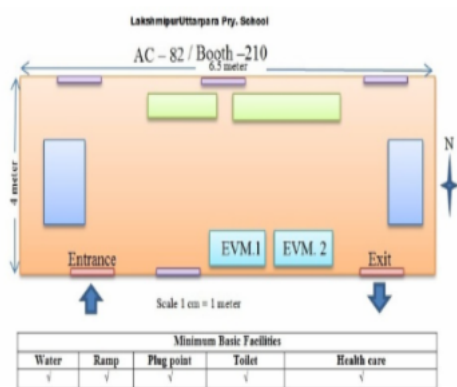 LakshmipurUttarpara Pry. School
AC – 82 / Booth –210
6.5 meter
4 meter
N
EVM.1
EVM. 2
Entrance
Exit
Scale 1 cm = 1 meter
Minimum Basic Facilities
Water Ramp Plug point Toilet Health care
√ √ √ √ √